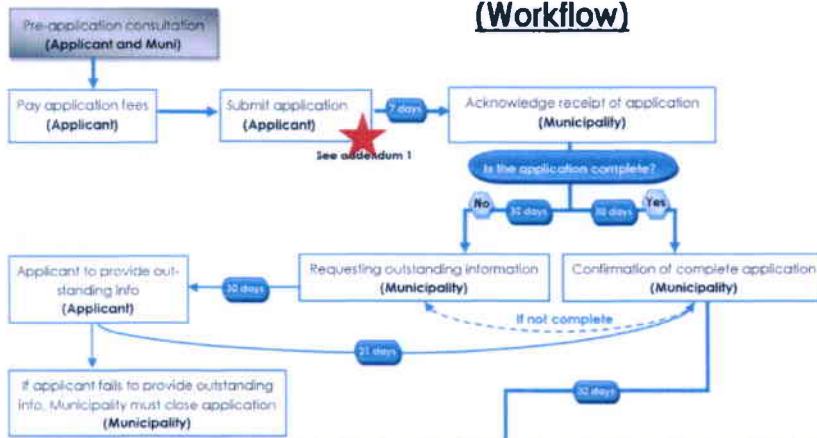 (Workflow)
Pre-application consultation
(Applicant and Muni)
Pay application fees
(Applicant)
Submit application
(Applicant)
7 days
Acknowledge receipt of application
(Municipality)
See addendum 1
Is the application complete?
No
30 days
30 days
Yes
Applicant to provide out-
standing info
(Applicant)
30 days
Requesting outstanding information
(Municipality)
Confirmation of complete application
(Municipality)
If not complete
21 days
If applicant fails to provide outstanding
info, Municipality must close application
(Municipality)
30 days